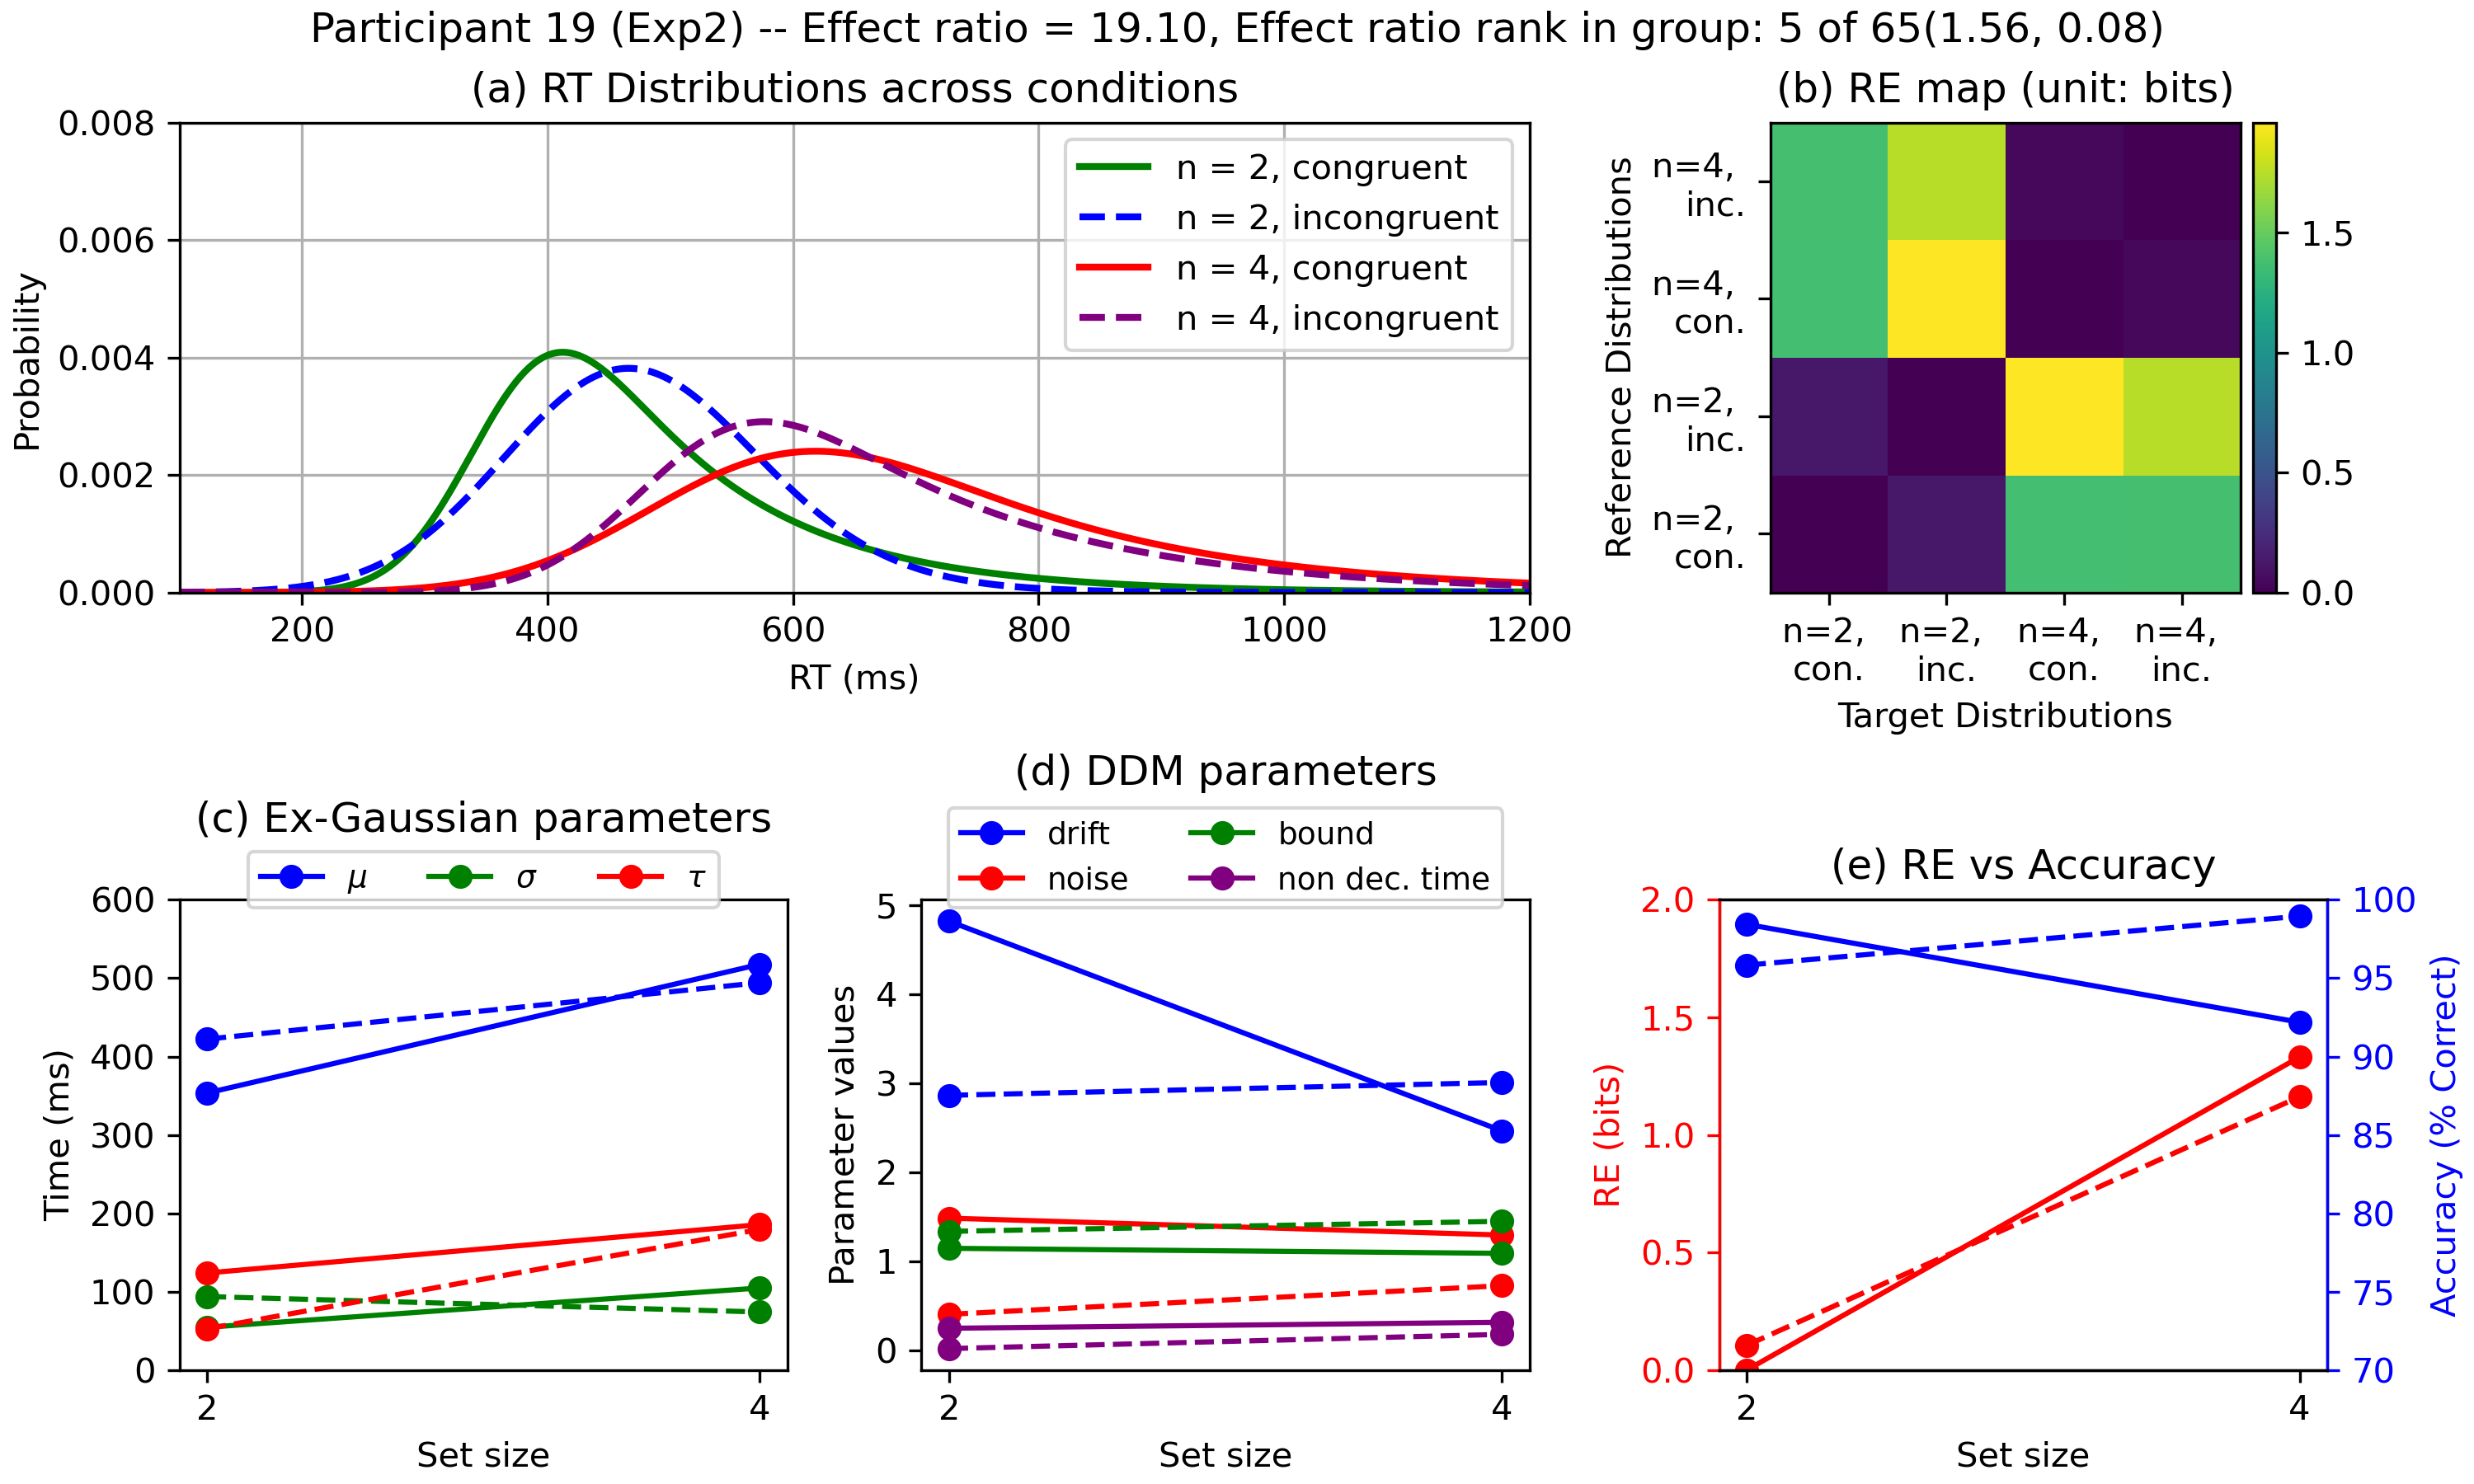 Participant 19 (Exp2) -- Effect ratio = 19.10, Effect ratio rank in group: 5 of 65(1.56, 0.08)
(a) RT Distributions across conditions
0.008
0.006
0.004
0.002
0.000
Probability
200 400 600 800 1000 1200
RT (ms)
n = 2, congruent
n = 2, incongruent
n = 4, congruent
n = 4, incongruent
(b) RE map (unit: bits)
Reference Distributions
n=4,
inc.
n=4,
con.
n=2,
inc.
n=2,
con.
n=2, n=2, n=4, n=4,
con. inc. con. inc.
Target Distributions
1.5
1.0
0.5
0.0
(c) Ex-Gaussian parameters
μ σ τ
600
500
400
300
200
100
0
Time (ms)
2 4
Set size
(d) DDM parameters
drift bound
noise non dec. time
5
4
3
2
1
0
Parameter values
2 4
Set size
(e) RE vs Accuracy
2.0
1.5
1.0
0.5
0.0
RE (bits)
100
95
90
85
80
75
70
Accuracy (% Correct)
2 4
Set size